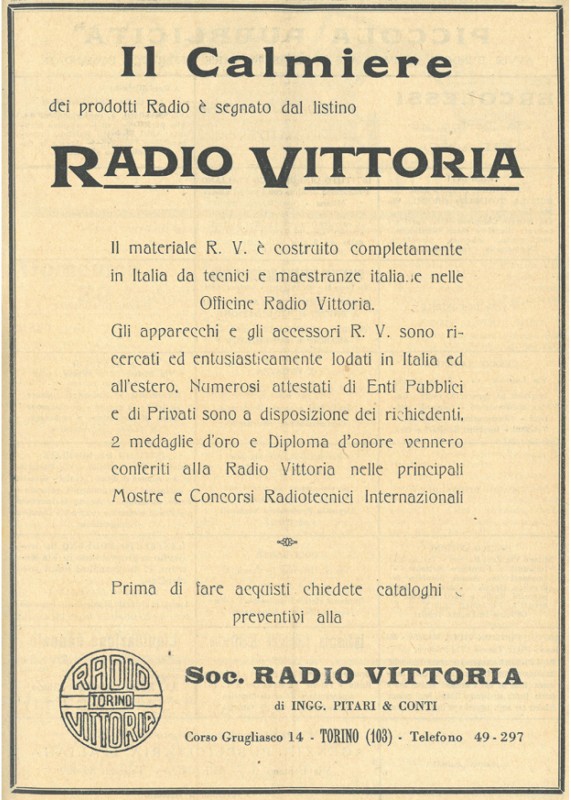 Il Calmiere
dei prodotti Radio è segnato dal listino
RADIO VITTORIA
Il materiale R. V. è costruito completamente
in Italia da tecnici e maestranze italiane nelle
Officine Radio Vittoria.
Gli apparecchi e gli accessori R. V. sono ri-
cercati ed entusiasticamente lodati in Italia ed
all'estero. Numerosi attestati di Enti Pubblici
e di Privati sono a disposizione dei richiedenti.
2 medaglie d'oro e Diploma d'onore vennero
conferiti alla Radio Vittoria nelle principali
Mostre e Concorsi Radiotecnici Internazionali
Prima di fare acquisti chiedete cataghi e
preventivi alla
RADIO
TORINO
VITTORIA
Soc. RADIO VITTORIA
di INGG. PITARI & CONTI
Corso Grugliasco 14 - TORINO (103) - Telefono 49-297